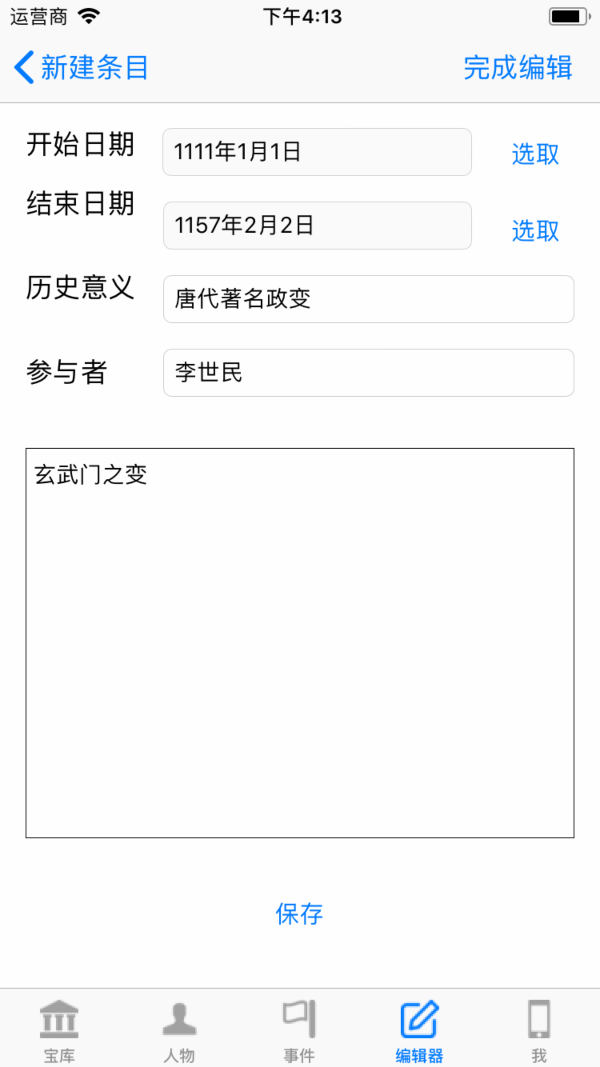 运营商 下午4:13
新建条目 完成编辑
开始日期 1111年1月1日 选取
结束日期 1157年2月2日 选取
历史意义 唐代著名政变
参与者 李世民
玄武门之变
保存
宝库 人物 事件 编辑器 我